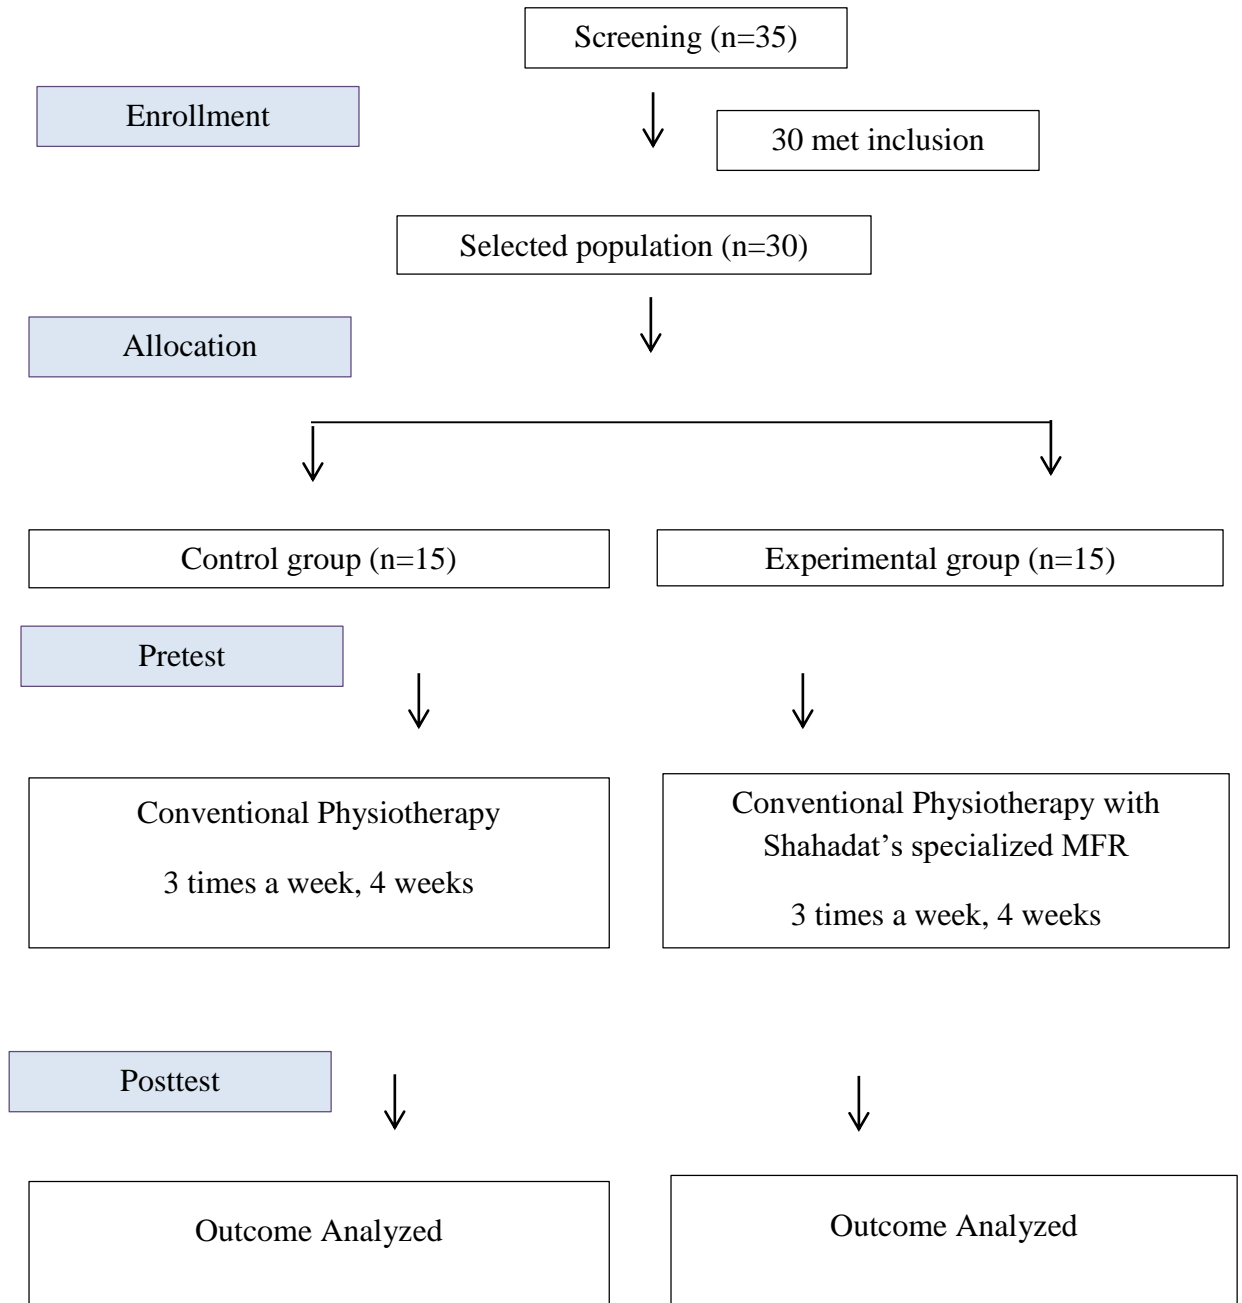 Screening (n=35)
Enrollment
30 met inclusion
Selected population (n=30)
Allocation
Control group (n=15)
Experimental group (n=15)
Pretest
Conventional Physiotherapy
3 times a week, 4 weeks
Conventional Physiotherapy with
Shahadat’s specialized MFR
3 times a week, 4 weeks
Posttest
Outcome Analyzed
Outcome Analyzed